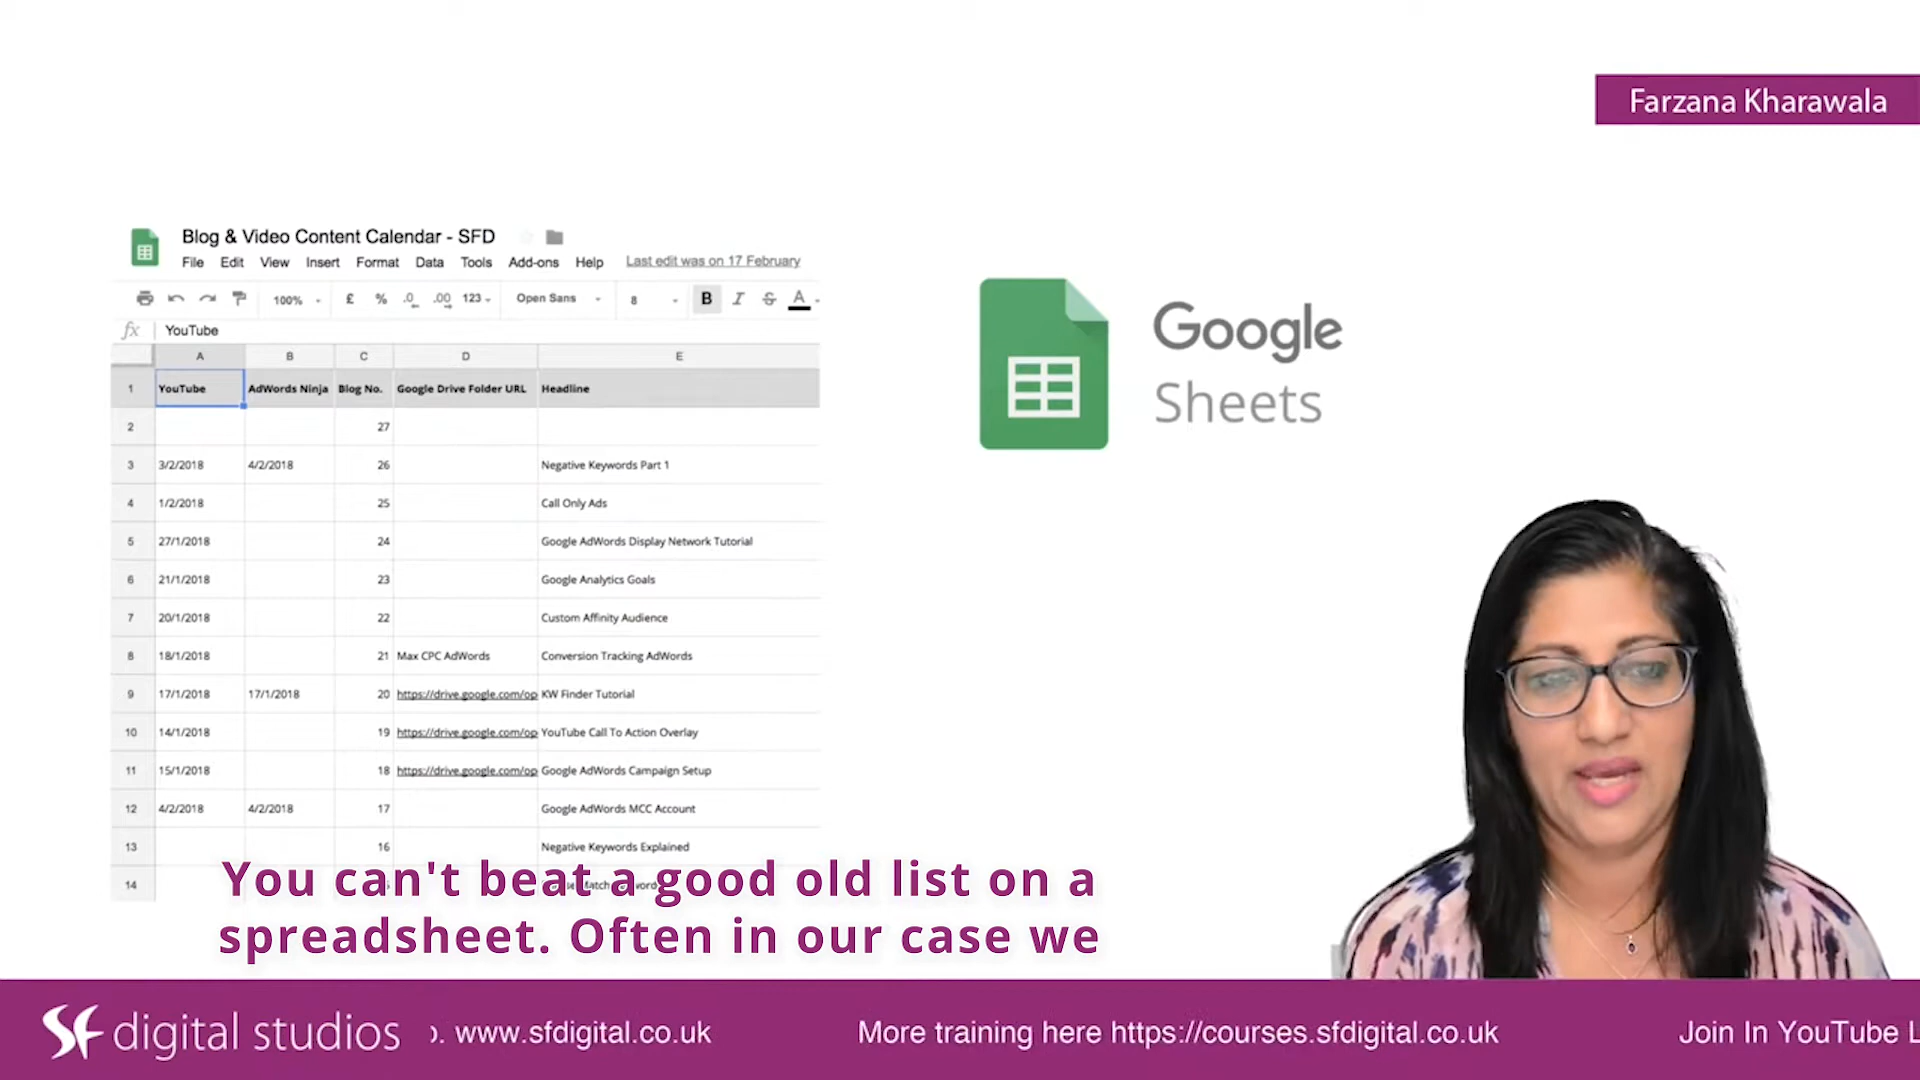 Farzana Kharawala
Blog & Video Content Calendar - SFD
File Edit View Insert Format Data Tools Add-ons Help Last edit was on 17 February
100% £ % .0 .00 123 Open Sans 8 B I S A
fx YouTube
A B C D E
1 YouTube AdWords Ninja Blog No. Google Drive Folder URL Headline
2 27
3 3/2/2018 4/2/2018 26 Negative Keywords Part 1
4 1/2/2018 25 Call Only Ads
5 27/1/2018 24 Google AdWords Display Network Tutorial
6 21/1/2018 23 Google Analytics Goals
7 20/1/2018 22 Custom Affinity Audience
8 18/1/2018 21 Max CPC AdWords Conversion Tracking AdWords
9 17/1/2018 17/1/2018 20 https://drive.google.com/op KW Finder Tutorial
10 14/1/2018 19 https://drive.google.com/op YouTube Call To Action Overlay
11 15/1/2018 18 https://drive.google.com/op Google AdWords Campaign Setup
12 4/2/2018 4/2/2018 17 Google AdWords MCC Account
13 16 Negative Keywords Explained
14
Google
Sheets
You can't beat a good old list on a
spreadsheet. Often in our case we
SF digital studios
www.sfdigital.co.uk More training here https://courses.sfdigital.co.uk Join In YouTube L